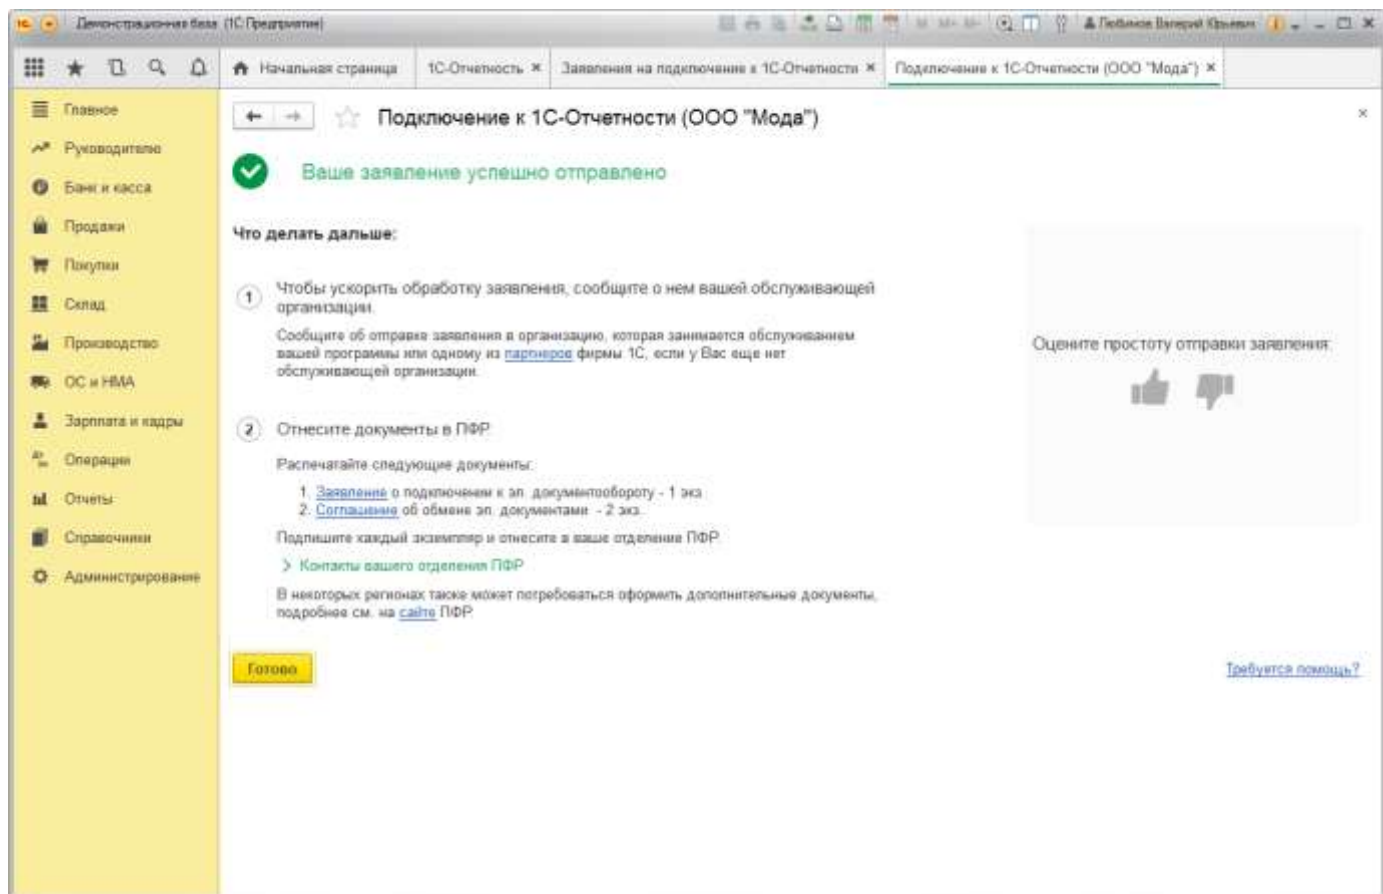 Демонстрационная база (1С:Предприятие)
M M+ M-
Любимов Валерий Юрьевич
Начальная страница
1С-Отчетность ×
Заявления на подключение к 1С-Отчетности ×
Подключение к 1С-Отчетности (ООО "Мода") ×
Главное
Руководителю
Банк и касса
Продажи
Покупки
Склад
Производство
ОС и НМА
Зарплата и кадры
Операции
Отчеты
Справочники
Администрирование
Подключение к 1С-Отчетности (ООО "Мода")
Ваше заявление успешно отправлено
Что делать дальше:
1 Чтобы ускорить обработку заявления, сообщите о нем вашей обслуживающей
организации.
Сообщите об отправке заявления в организацию, которая занимается обслуживанием
вашей программы или одному из партнеров фирмы 1С, если у Вас еще нет
обслуживающей организации.
2 Отнесите документы в ПФР
Распечатайте следующие документы:
1. Заявление о подключении к эл. документообороту - 1 экз.
2. Соглашение об обмене эл. документами - 2 экз.
Подпишите каждый экземпляр и отнесите в ваше отделение ПФР.
Контакты вашего отделения ПФР
В некоторых регионах также может потребоваться оформить дополнительные документы,
подробнее см. на сайте ПФР.
Оцените простоту отправки заявления:
Готово
Требуется помощь?